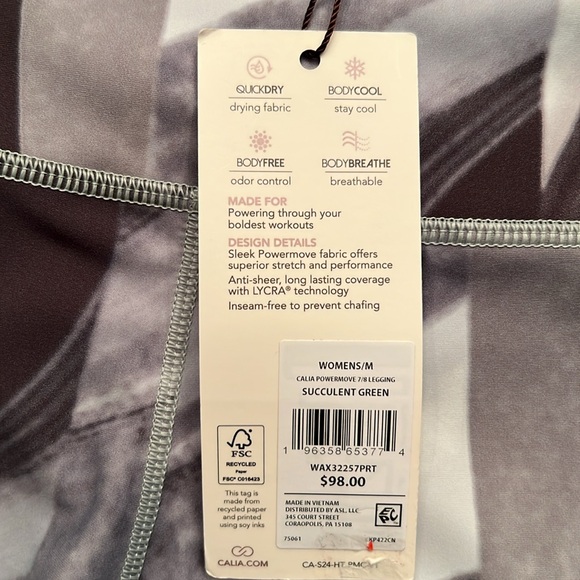 QUICKDRY
drying fabric
BODYCOOL
stay cool
BODYFREE
odor control
BODYBREATHE
breathable
MADE FOR
Powering through your
boldest workouts
DESIGN DETAILS
Sleek Powermove fabric offers
superior stretch and performance
Anti-sheer, long lasting coverage
with LYCRA® technology
Inseam-free to prevent chafing
WOMENS/M
CALIA POWERMOVE 7/8 LEGGING
SUCCULENT GREEN
1 96358 65377 4
WAX32257PRT
$98.00
FSC
RECYCLED
Paper
FSC® C016423
This tag is
made from
recycled paper
and printed
using soy inks
MADE IN VIETNAM
DISTRIBUTED BY ASL, LLC
345 COURT STREET
CORAOPOLIS, PA 15108
75061
KP422CN
CALIA.COM